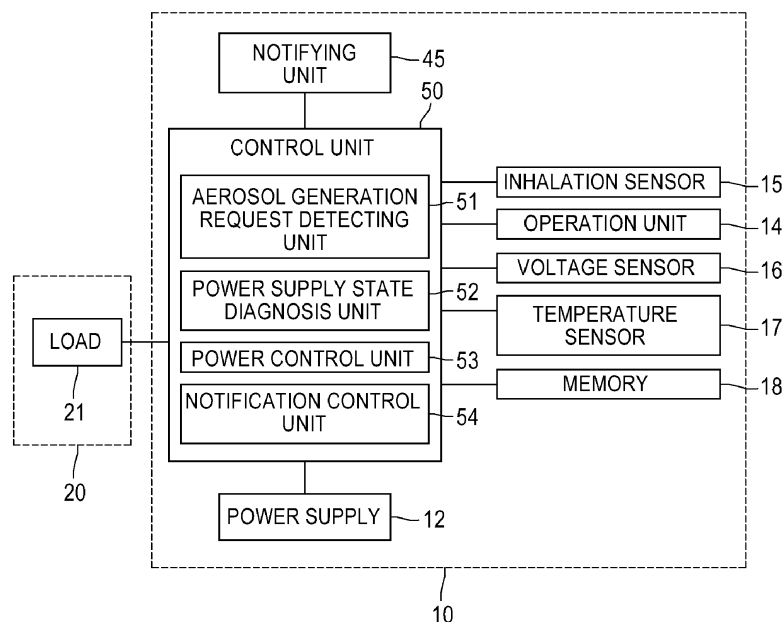 NOTIFYING
UNIT
45
50
CONTROL UNIT
AEROSOL GENERATION
REQUEST DETECTING
UNIT
51
POWER SUPPLY STATE
DIAGNOSIS UNIT
52
POWER CONTROL UNIT
53
NOTIFICATION CONTROL
UNIT
54
INHALATION SENSOR
15
OPERATION UNIT
14
VOLTAGE SENSOR
16
TEMPERATURE
SENSOR
17
MEMORY
18
LOAD
21
20
POWER SUPPLY
12
10